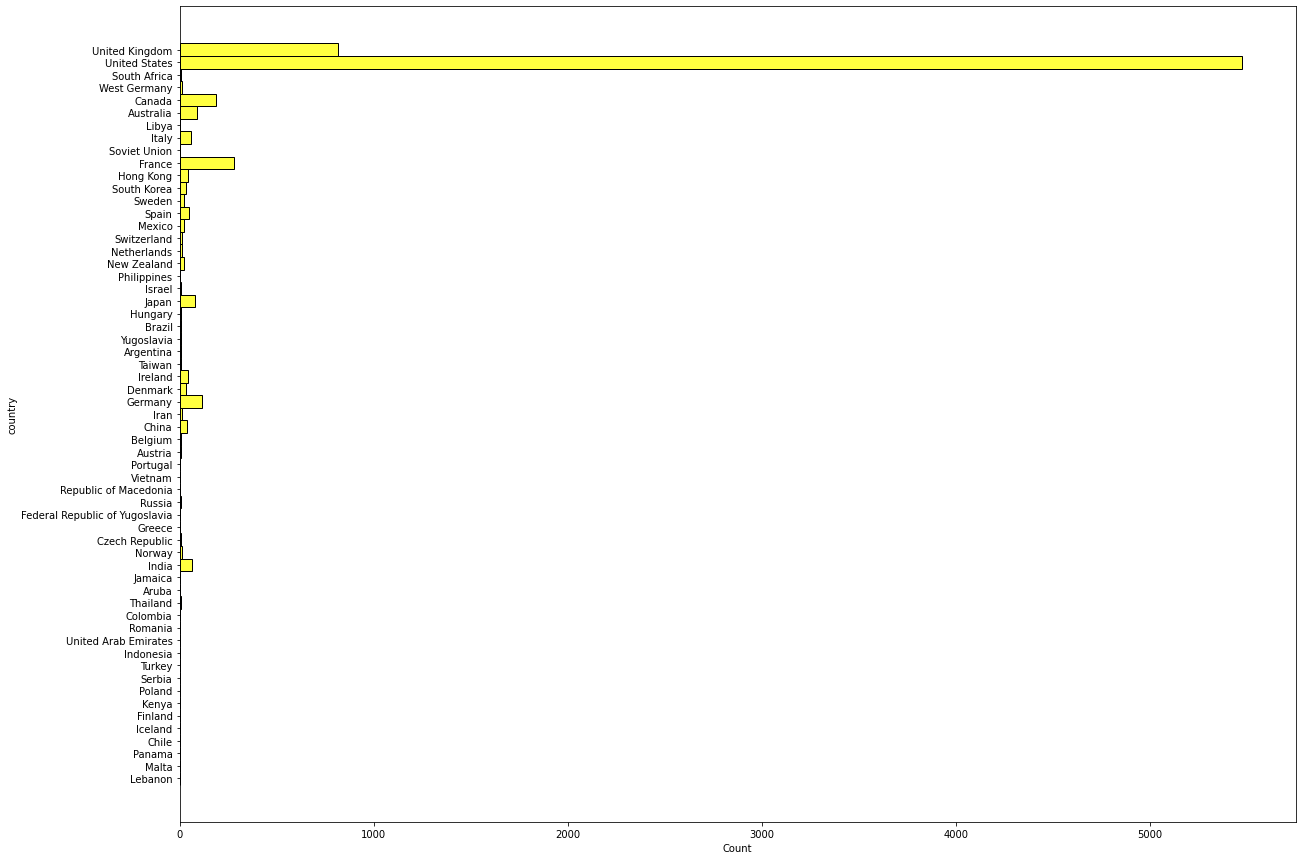 United Kingdom
United States
South Africa
West Germany
Canada
Australia
Libya
Italy
Soviet Union
France
Hong Kong
South Korea
Sweden
Spain
Mexico
Switzerland
Netherlands
New Zealand
Philippines
Israel
Japan
Hungary
Brazil
Yugoslavia
Argentina
Taiwan
Ireland
Denmark
Germany
Iran
China
Belgium
Austria
Portugal
Vietnam
Republic of Macedonia
Russia
Federal Republic of Yugoslavia
Greece
Czech Republic
Norway
India
Jamaica
Aruba
Thailand
Colombia
Romania
United Arab Emirates
Indonesia
Turkey
Serbia
Poland
Kenya
Finland
Iceland
Chile
Panama
Malta
Lebanon
country
0 1000 2000 3000 4000 5000
Count